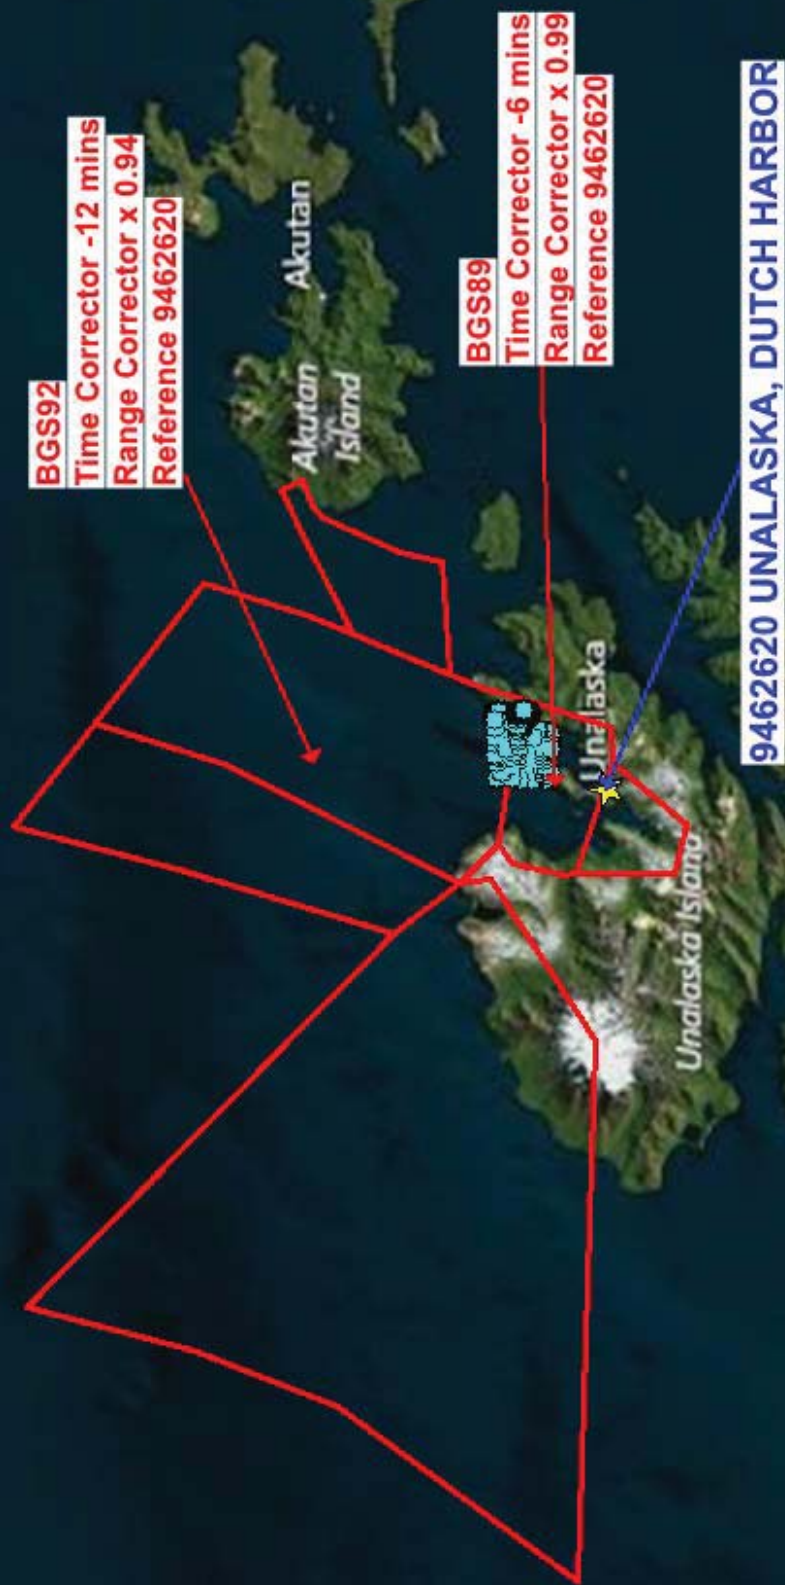 BGS92
Time Corrector -12 mins
Range Corrector x 0.94
Reference 9462620
Akutan
Akutan
Island
BGS89
Time Corrector -6 mins
Range Corrector x 0.99
Reference 9462620
Unalaska
Unalaska Island
9462620 UNALASKA, DUTCH HARBOR